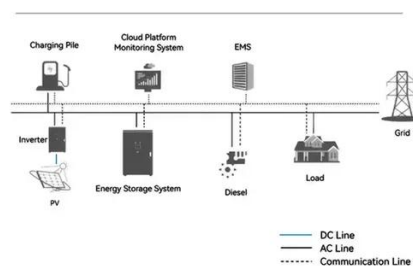 Charging Pile
Cloud Platform
Monitoring System
EMS
Grid
Inverter
PV
Energy Storage System
Diesel
Load
DC Line
AC Line
Communication Line